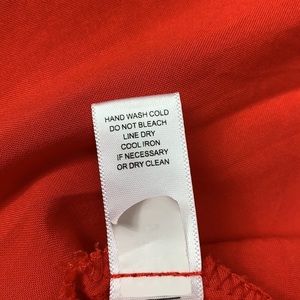 HAND WASH COLD
DO NOT BLEACH
LINE DRY
COOL IRON
IF NECESSARY
OR DRY CLEAN